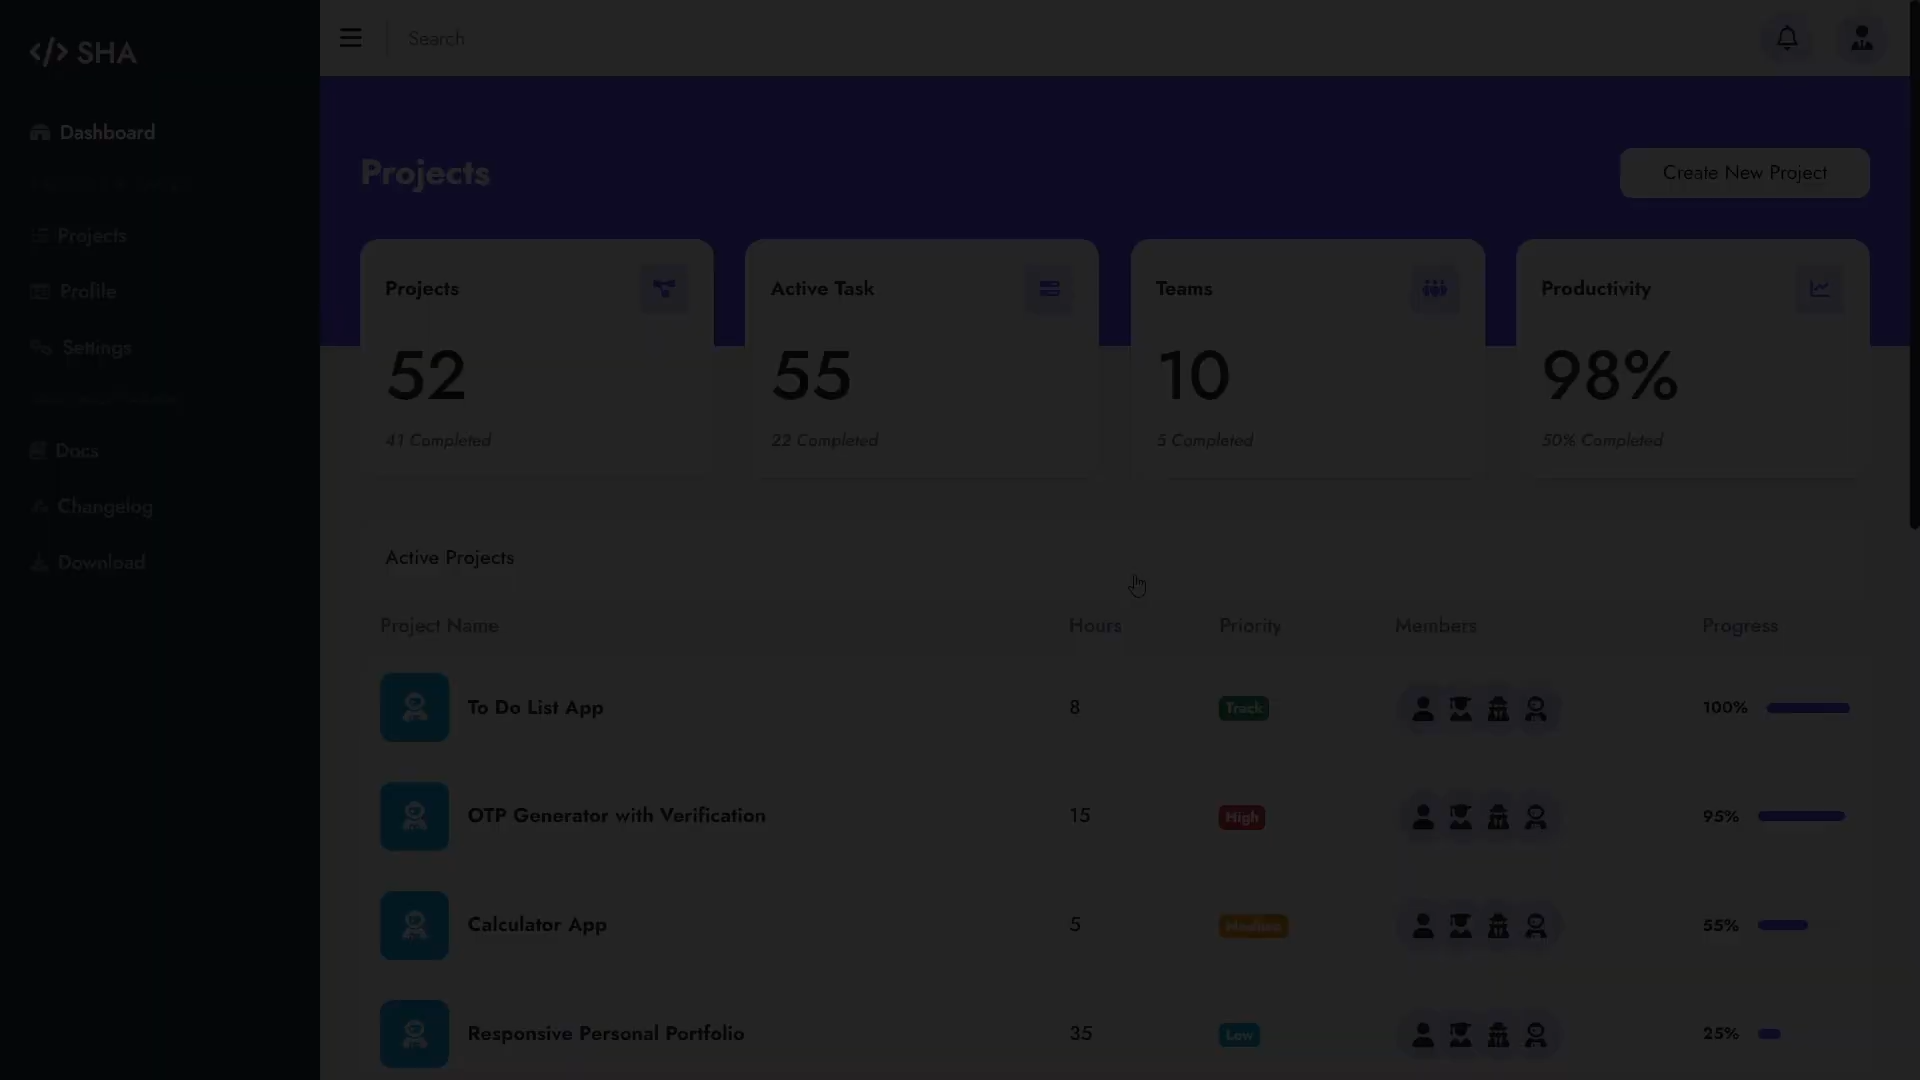 </> SHA
Search
Dashboard
Projects
Profile
Settings
Docs
Changelog
Download
Projects
Create New Project
Projects
52
41 Completed
Active Task
55
22 Completed
Teams
10
5 Completed
Productivity
98%
50% Completed
Active Projects
Project Name Hours Priority Members Progress
To Do List App 8 Track 100%
OTP Generator with Verification 15 High 95%
Calculator App 5 Medium 55%
Responsive Personal Portfolio 35 Low 25%